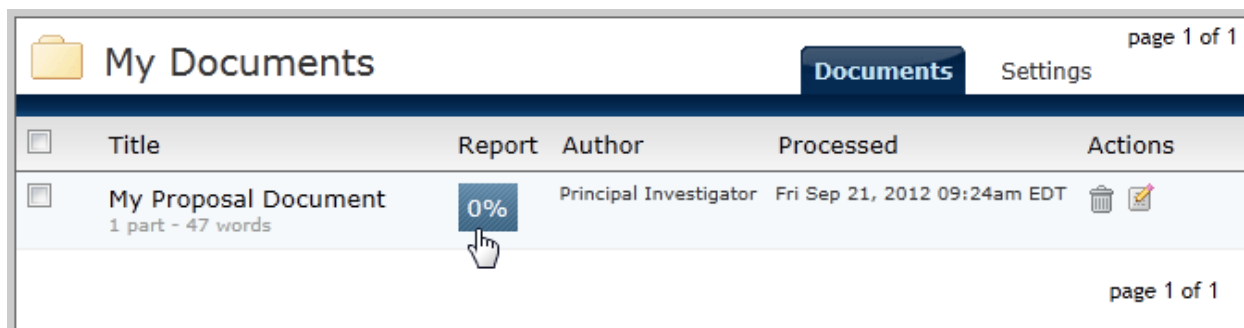 page 1 of 1
My Documents
Documents Settings
Title Report Author Processed Actions
My Proposal Document 0% Principal Investigator Fri Sep 21, 2012 09:24am EDT
1 part - 47 words
page 1 of 1